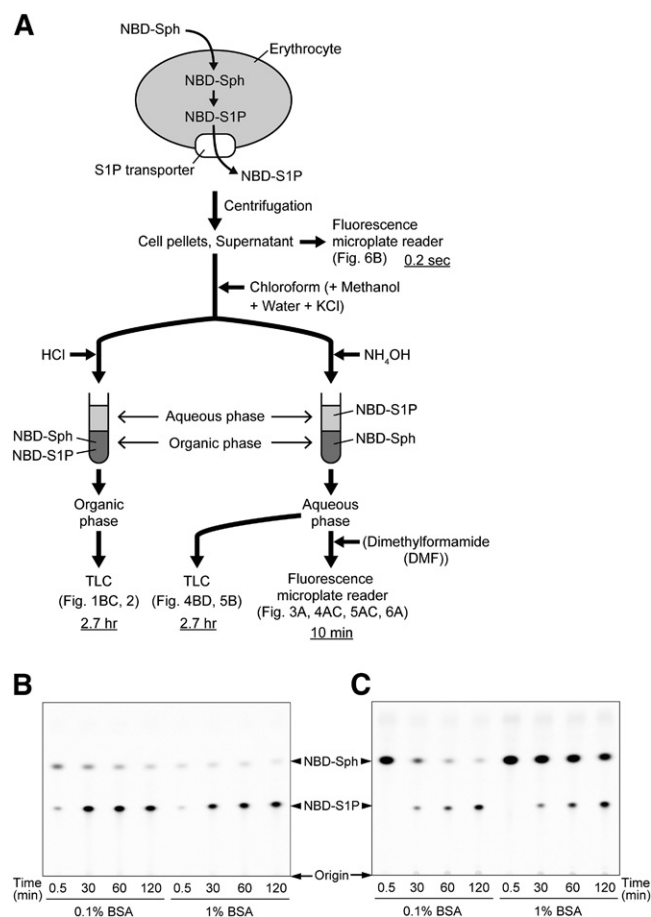 A
NBD-Sph
Erythrocyte
NBD-Sph
NBD-S1P
S1P transporter
NBD-S1P
Centrifugation
Cell pellets, Supernatant
Fluorescence
microplate reader
(Fig. 6B) 0.2 sec
Chloroform (+ Methanol
+ Water + KCl)
HCl
NH4OH
Aqueous phase
NBD-S1P
NBD-Sph
Organic phase
NBD-Sph
NBD-S1P
Organic
phase
Aqueous
phase
(Dimethylformamide
(DMF))
TLC
(Fig. 1BC, 2)
2.7 hr
TLC
(Fig. 4BD, 5B)
2.7 hr
Fluorescence
microplate reader
(Fig. 3A, 4AC, 5AC, 6A)
10 min
B
C
NBD-Sph
NBD-S1P
Origin
Time
(min)
0.5 30 60 120 0.5 30 60 120
0.1% BSA 1% BSA
0.5 30 60 120 0.5 30 60 120
Time
(min)
0.1% BSA 1% BSA